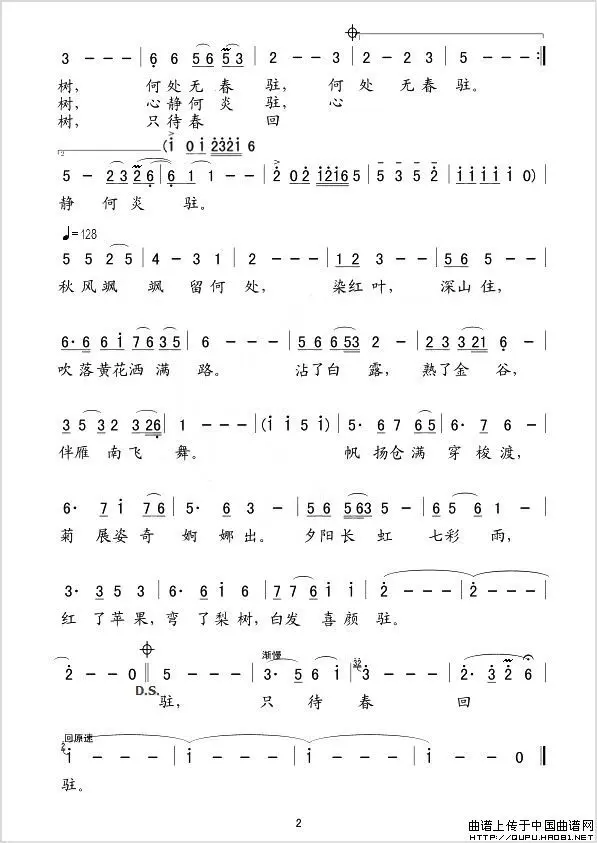 3 - - - | 6 6 5 6 5 3 | 2 - - 3 | 2 - 2 3 | 5 - - - :|
树， 何处无春 驻， 何 处 无春 驻。
树， 心静何炎 驻， 心
树， 只待春 回
(i 0 i 2321 6
2.
5 - 2 3 2 6 | 6 1 1 - | 2 0 2 1216 5 | 5 3 5 2 | i i i i i 0)
静 何 炎 驻。
♩=128
5 5 2 5 | 4 - 3 1 | 2 - - - | 1 2 3 - | 5 6 5 - |
秋风飒 飒 留何 处， 染红叶， 深山 住，
6· 6 6 i 7 6 3 5 | 6 - - - | 5 6 6 53 2 - | 2 3 3 21 6 - |
吹 落黄花洒 满 路。 沾了白 露， 熟了金 谷，
3 5 3 2 3 26 | 1 - - - | (i i 5 i) | 5· 6 7 6 5 | 6· 7 6 - |
伴雁 南飞 舞。 帆 扬仓满 穿 梭渡，
6· 7 i 7 6 | 5· 6 3 - | 5 6 5 63 5 - | 6 5 6 1 - |
菊 展姿奇 婀 娜出。 夕阳长 虹 七彩 雨，
3· 3 5 3 | 6· 6 i 6 | 7 7 6 5 | 2 - - - | 2 - - - |
红 了苹果，弯 了梨树，白发 喜颜 驻。
渐慢
2 - - 0 || 5 - - - | 3· 5 6 i | 3 - - - | 2· 3 2 6 |
D.S.
驻， 只 待 春 回
回原速
i - - - | i - - - | i - - - | i - - 0 ||
驻。
2
曲谱上传于中国曲谱网
http://QUPU.HAO81.NET